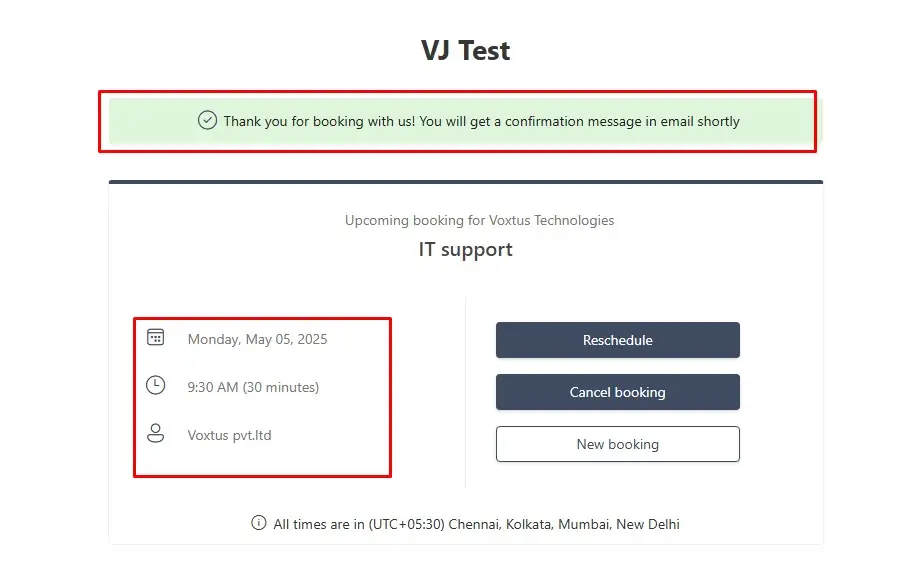 VJ Test
Thank you for booking with us! You will get a confirmation message in email shortly
Upcoming booking for Voxtus Technologies
IT support
Monday, May 05, 2025
9:30 AM (30 minutes)
Voxtus pvt.ltd
Reschedule
Cancel booking
New booking
All times are in (UTC+05:30) Chennai, Kolkata, Mumbai, New Delhi